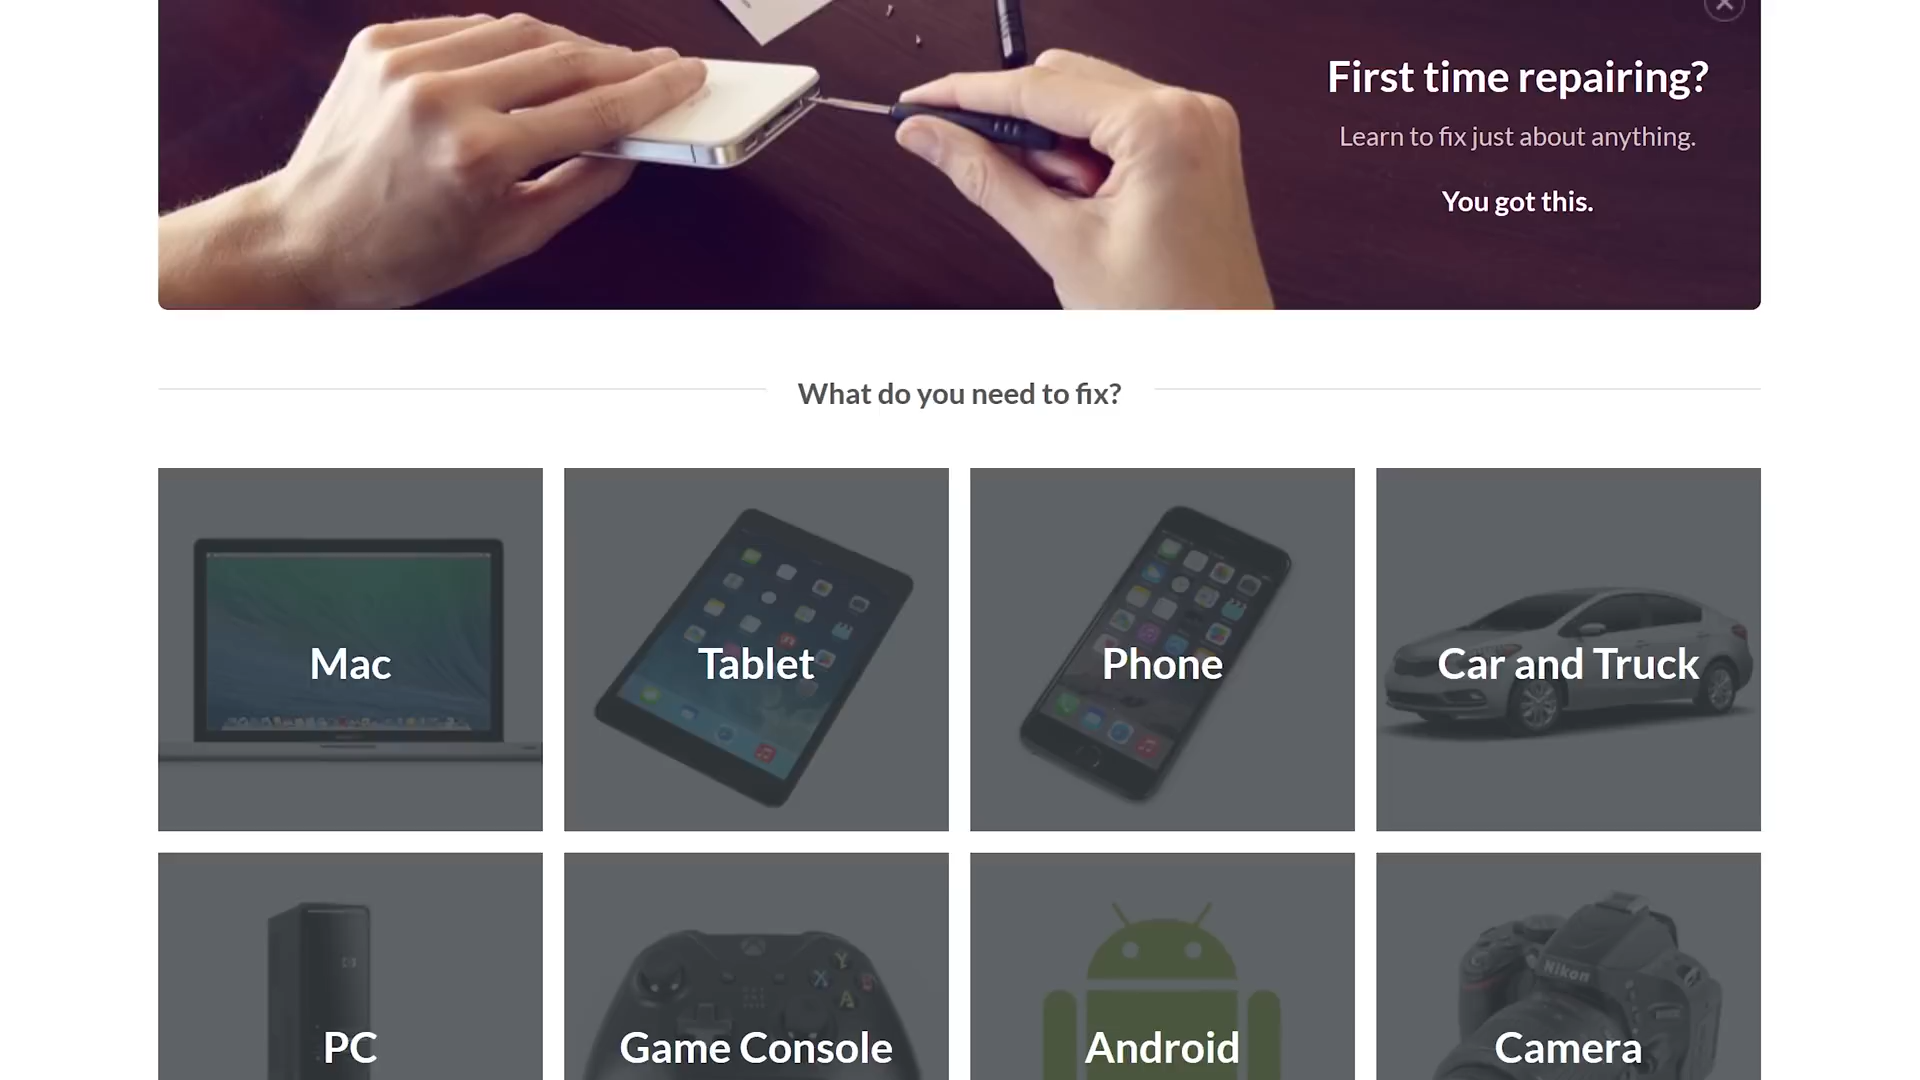 First time repairing?
Learn to fix just about anything.
You got this.
What do you need to fix?
Mac
Tablet
Phone
Car and Truck
Nikon
Y
X
A
PC
Game Console
Android
Camera